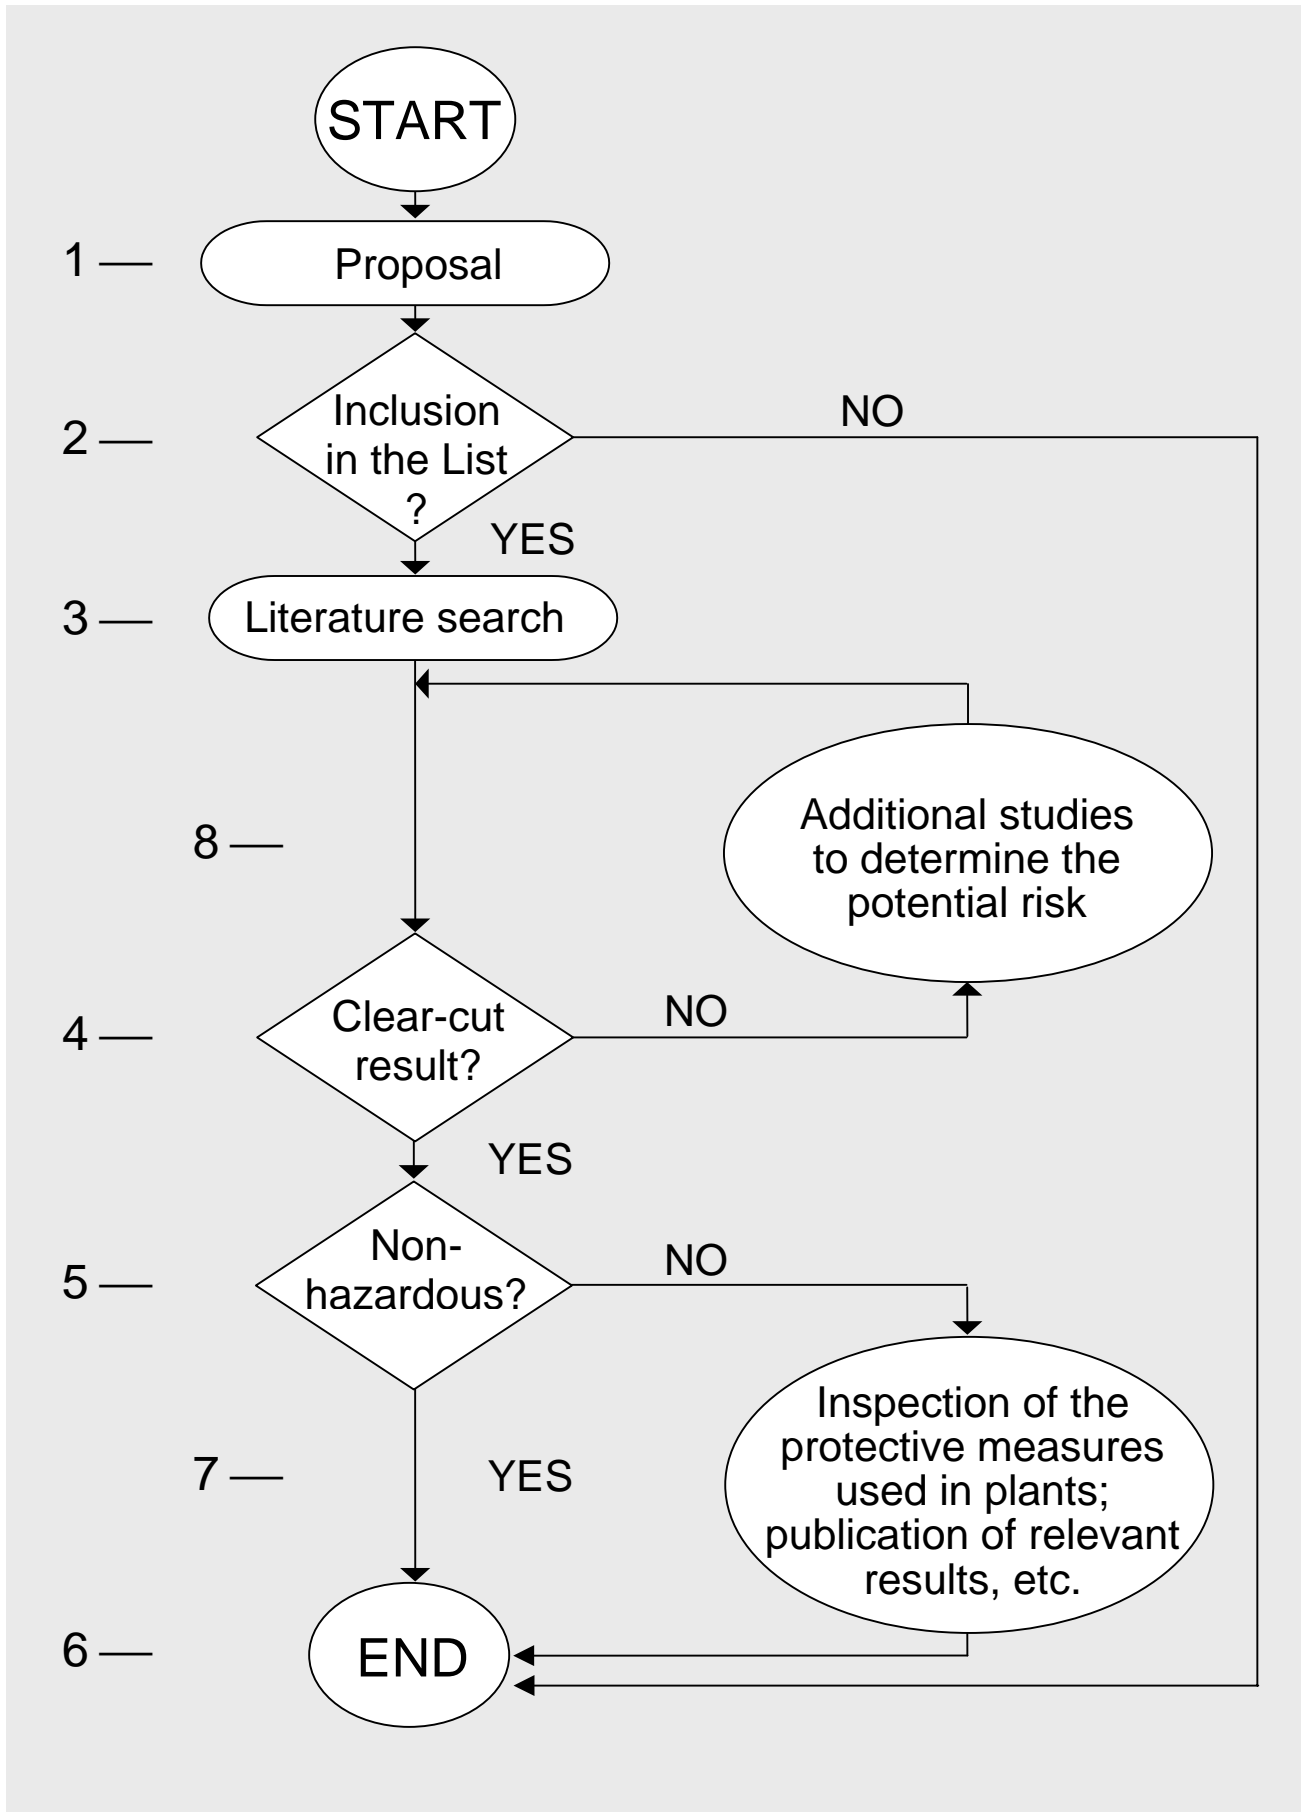 START
1 —
Proposal
2 —
Inclusion
in the List
?
NO
YES
3 —
Literature search
8 —
Additional studies
to determine the
potential risk
4 —
Clear-cut
result?
NO
YES
5 —
Non-
hazardous?
NO
7 —
YES
Inspection of the
protective measures
used in plants;
publication of relevant
results, etc.
6 —
END